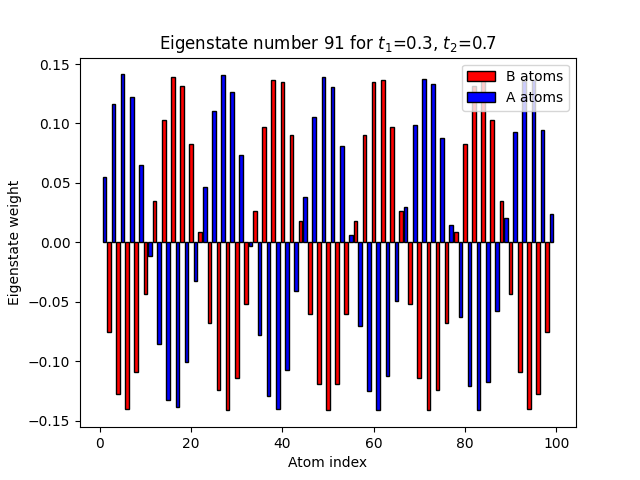 Eigenstate number 91 for t₁=0.3, t₂=0.7
B atoms
A atoms
Eigenstate weight
0.15
0.10
0.05
0.00
−0.05
−0.10
−0.15
0 20 40 60 80 100
Atom index